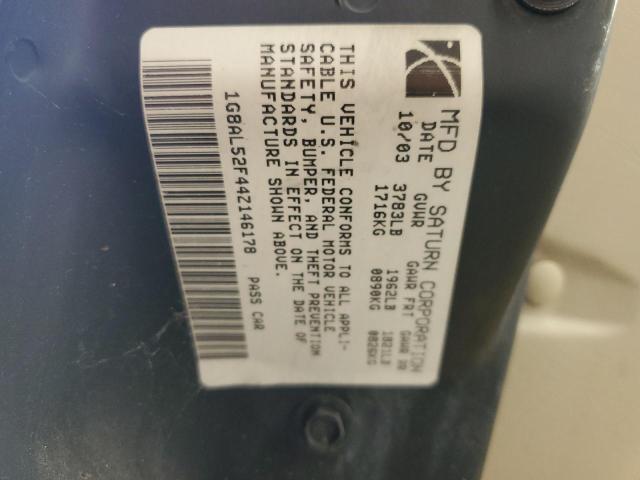 MFD BY SATURN CORPORATION
DATE GVWR GAWR FRT GAWR RR
10/03 3783LB 1962LB 1821LB
1716KG 0890KG 0826KG
THIS VEHICLE CONFORMS TO ALL APPLI-
CABLE U.S. FEDERAL MOTOR VEHICLE
SAFETY, BUMPER, AND THEFT PREVENTION
STANDARDS IN EFFECT ON THE DATE OF
MANUFACTURE SHOWN ABOVE.
1G8AL52F44Z146178 PASS CAR